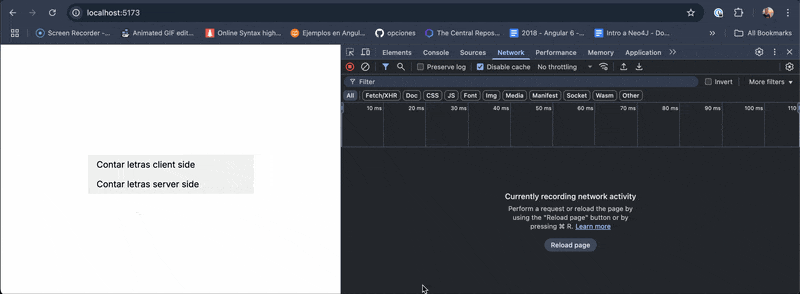 localhost:5173
Screen Recorder -... Animated GIF edit... Online Syntax high... Ejemplos en Angul... opciones The Central Repos... 2018 - Angular 6 -... Intro a Neo4J - Do... >> All Bookmarks
Elements Console Sources Network Performance Memory Application >>
Preserve log Disable cache No throttling
Filter Invert More filters
All Fetch/XHR Doc CSS JS Font Img Media Manifest Socket Wasm Other
10 ms 20 ms 30 ms 40 ms 50 ms 60 ms 70 ms 80 ms 90 ms 100 ms 110
Contar letras client side
Contar letras server side
Currently recording network activity
Perform a request or reload the page by
using the "Reload page" button or by
pressing ⌘ R. Learn more
Reload page